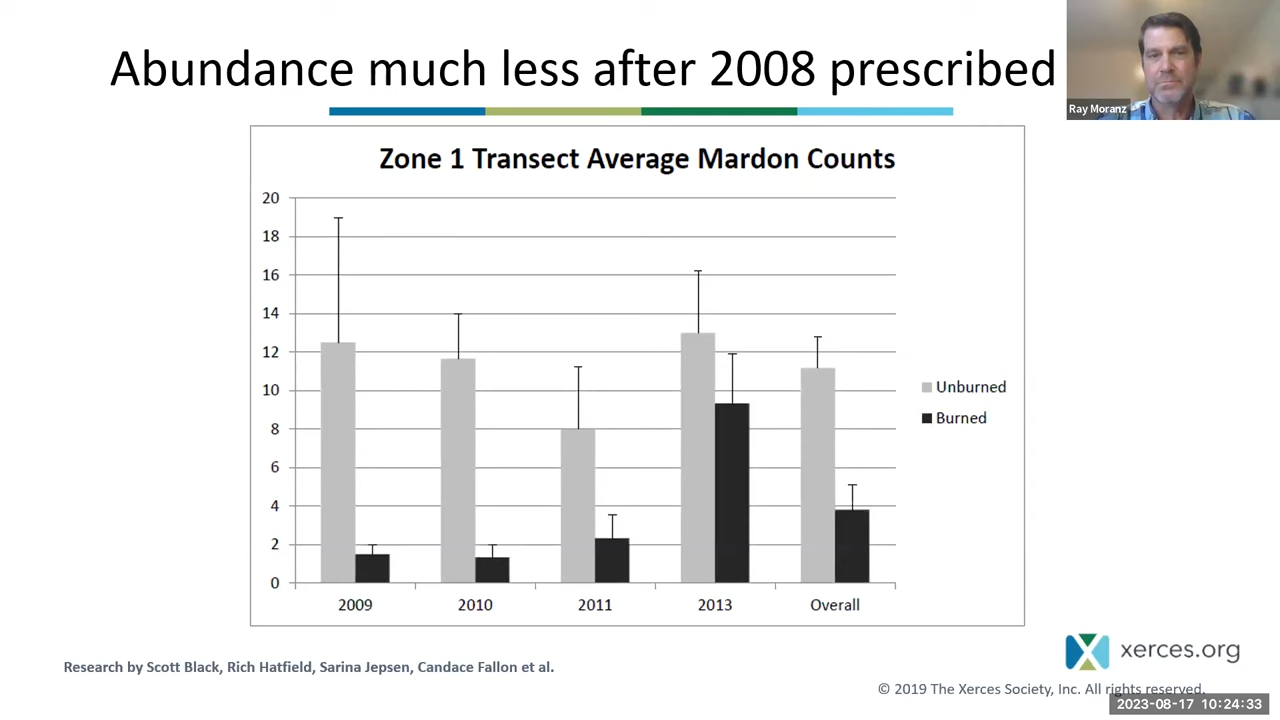 Abundance much less after 2008 prescribed
Ray Moranz
Zone 1 Transect Average Mardon Counts
20
18
16
14
12
10
8
6
4
2
0
2009 2010 2011 2013 Overall
Unburned
Burned
Research by Scott Black, Rich Hatfield, Sarina Jepsen, Candace Fallon et al.
xerces.org
© 2019 The Xerces Society, Inc. All rights reserved.
2023-08-17 10:24:33